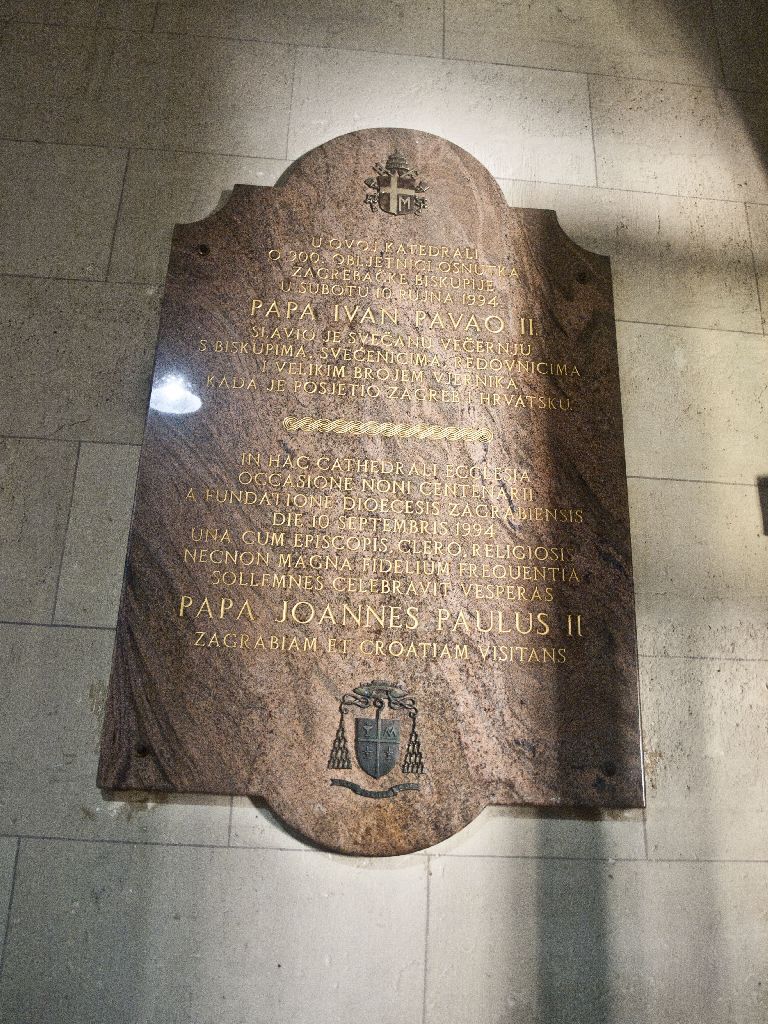 M
U OVOJ KATEDRALI
O 900. OBLJETNICI OSNUTKA
ZAGREBAČKE BISKUPIJE
U SUBOTU 10. RUJNA 1994.
PAPA IVAN PAVAO II.
SLAVIO JE SVEČANU VEČERNJU
S BISKUPIMA, SVEĆENICIMA, REDOVNICIMA
I VELIKIM BROJEM VJERNIKA
KADA JE POSJETIO ZAGREB I HRVATSKU.
IN HAC CATHEDRALI ECCLESIA
OCCASIONE NONI CENTENARII
A FUNDATIONE DIOECESIS ZAGRABIENSIS
DIE 10 SEPTEMBRIS 1994
UNA CUM EPISCOPIS, CLERO, RELIGIOSIS
NECNON MAGNA FIDELIUM FREQUENTIA
SOLLEMNES CELEBRAVIT VESPERAS
PAPA JOANNES PAULUS II
ZAGRABIAM ET CROATIAM VISITANS